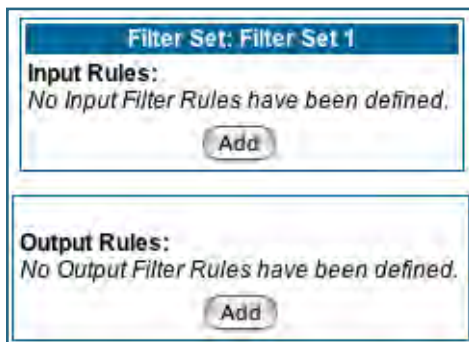 Filter Set: Filter Set 1
Input Rules:
No Input Filter Rules have been defined.
Add
Output Rules:
No Output Filter Rules have been defined.
Add